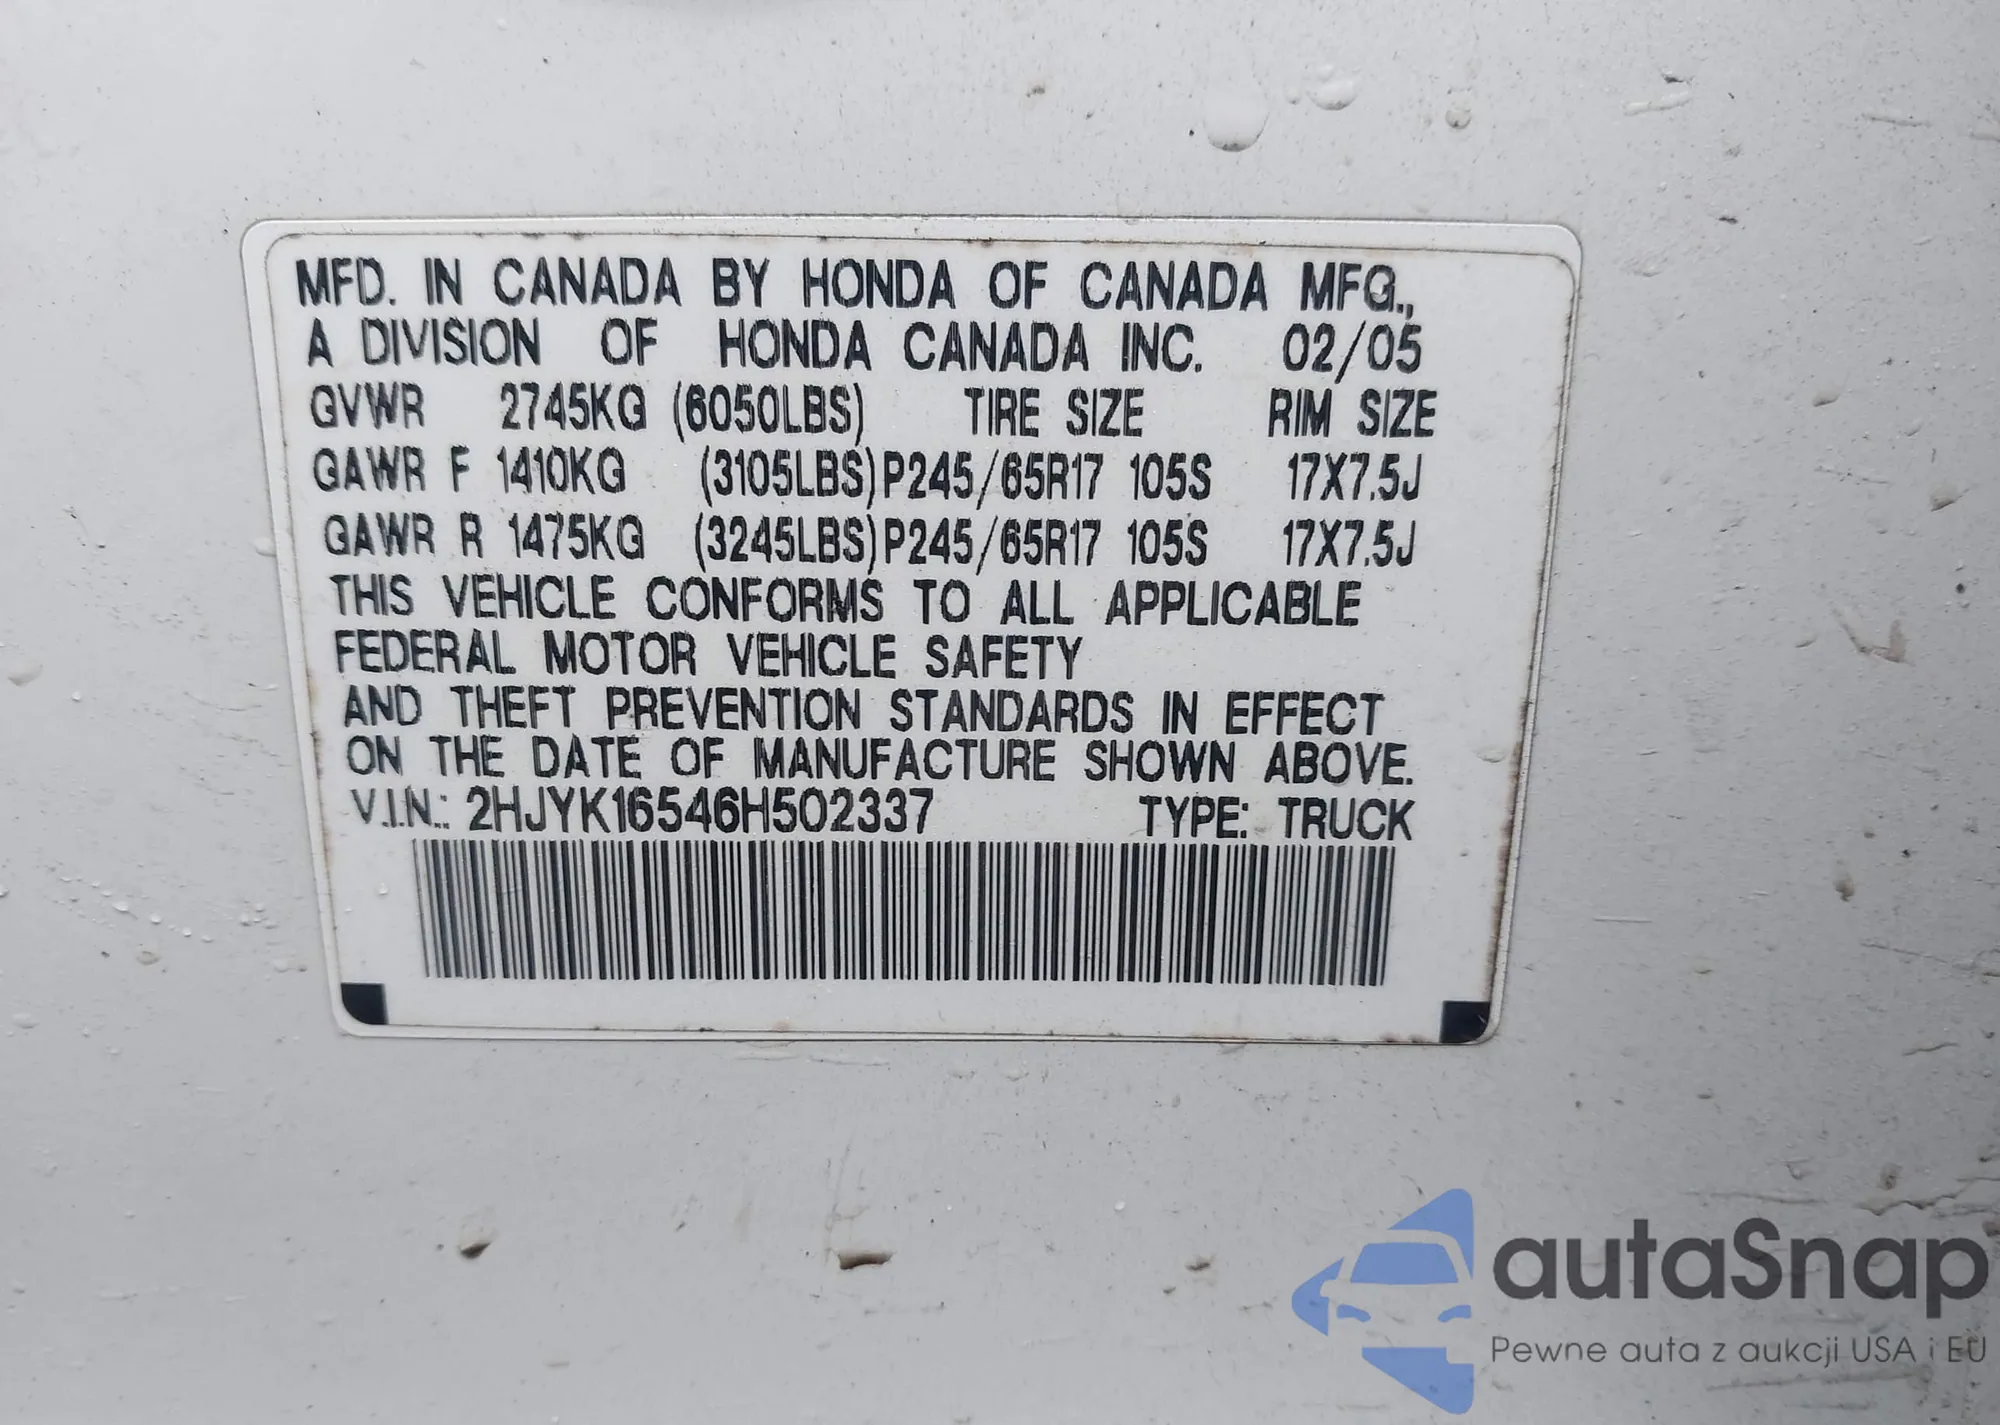 MFD. IN CANADA BY HONDA OF CANADA MFG.,
A DIVISION OF HONDA CANADA INC. 02/05
GVWR 2745KG (6050LBS) TIRE SIZE RIM SIZE
GAWR F 1410KG (3105LBS) P245/65R17 105S 17X7.5J
GAWR R 1475KG (3245LBS) P245/65R17 105S 17X7.5J
THIS VEHICLE CONFORMS TO ALL APPLICABLE
FEDERAL MOTOR VEHICLE SAFETY
AND THEFT PREVENTION STANDARDS IN EFFECT
ON THE DATE OF MANUFACTURE SHOWN ABOVE.
V.I.N.: 2HJYK16546H502337 TYPE: TRUCK
autaSnap
Pewne auta z aukcji USA i EU